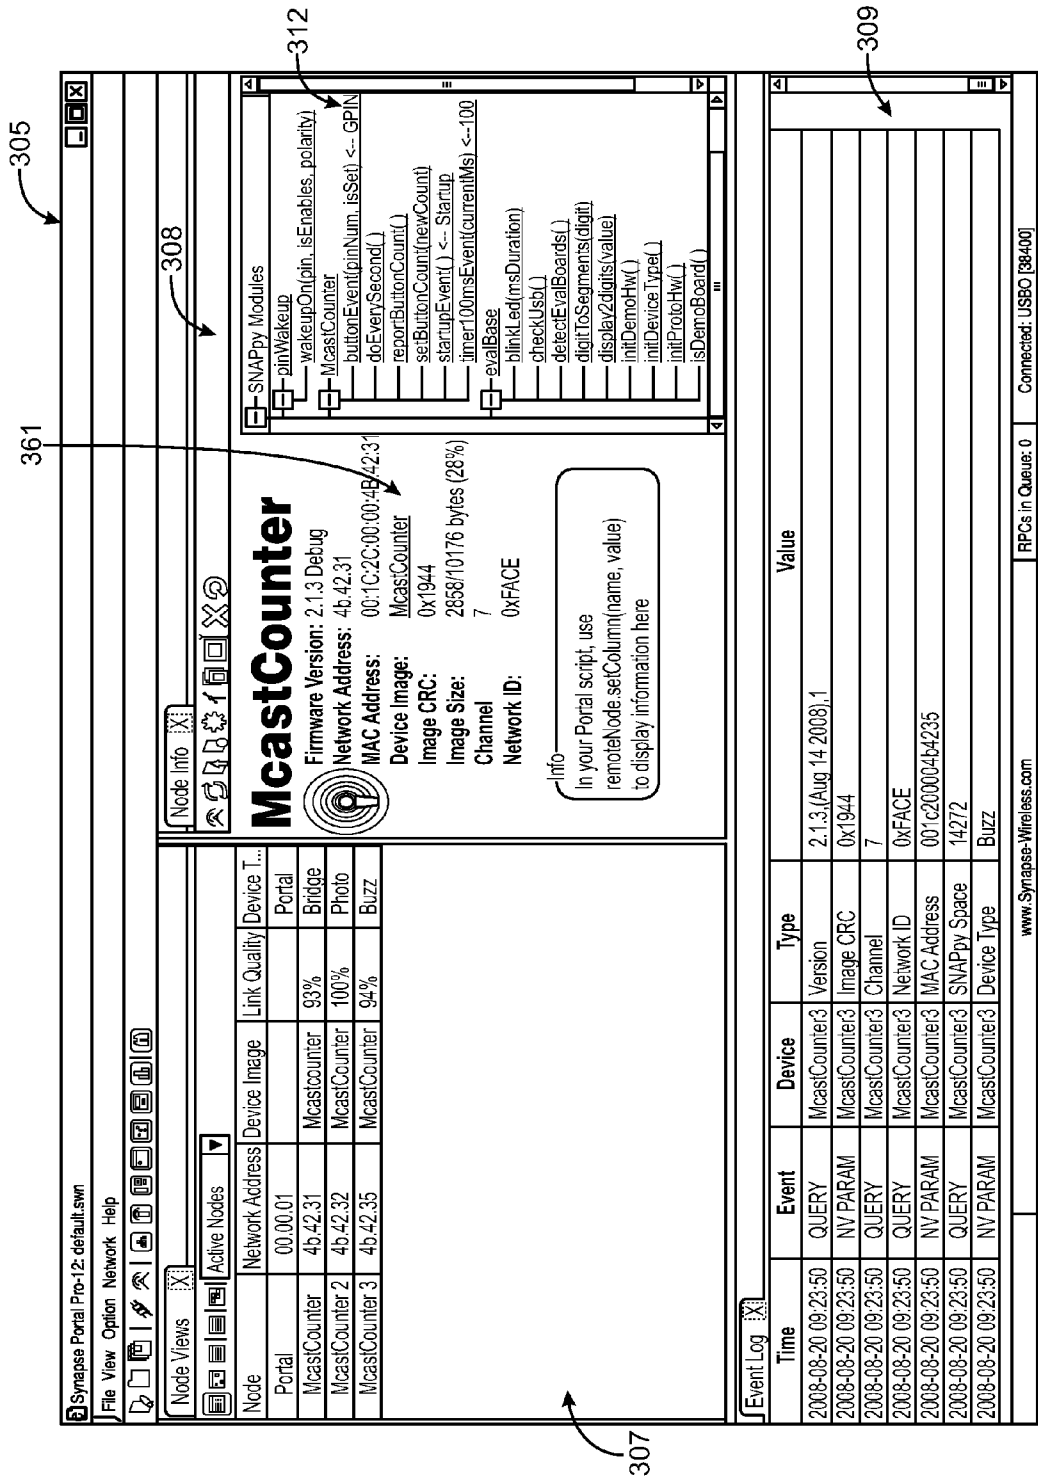 305
Synapse Portal Pro-12: default.swn
File View Option Network Help
308
361
312
Node Views X
Active Nodes
Node Network Address Device Image Link Quality Device T...
Portal 00.00.01 Portal
McastCounter 4b.42.31 Mcastcounter 93% Bridge
McastCounter 2 4b.42.32 McastCounter 100% Photo
McastCounter 3 4b.42.35 McastCounter 94% Buzz
307
Node Info X
McastCounter
Firmware Version: 2.1.3 Debug
Network Address: 4b.42.31
MAC Address: 00:1C:2C:00:00:4B:42:31
Device Image: McastCounter
Image CRC: 0x1944
Image Size: 2858/10176 bytes (28%)
Channel 7
Network ID: 0xFACE
Info
In your Portal script, use
remoteNode.setColumn(name, value)
to display information here
SNAPpy Modules
pinWakeup
wakeupOn(pin, isEnables, polarity)
McastCounter
buttonEvent(pinNum, isSet) <-- GPIN
doEverySecond( )
reportButtonCount( )
setButtonCount(newCount)
startupEvent( ) <-- Startup
timer100msEvent(currentMs) <--100
evalBase
blinkLed(msDuration)
checkUsb( )
detectEvalBoards( )
digitToSegments(digit)
display2digits(value)
initDemoHw( )
initDeviceType( )
initProtoHw( )
isDemoBoard( )
309
Event Log X
Time Event Device Type Value
2008-08-20 09:23:50 QUERY McastCounter3 Version 2.1.3,(Aug 14 2008),1
2008-08-20 09:23:50 NV PARAM McastCounter3 Image CRC 0x1944
2008-08-20 09:23:50 QUERY McastCounter3 Channel 7
2008-08-20 09:23:50 QUERY McastCounter3 Network ID 0xFACE
2008-08-20 09:23:50 NV PARAM McastCounter3 MAC Address 001c200004b4235
2008-08-20 09:23:50 QUERY McastCounter3 SNAPpy Space 14272
2008-08-20 09:23:50 NV PARAM McastCounter3 Device Type Buzz
www.Synapse-Wireless.com RPCs in Queue: 0 Connected: USBO [38400]